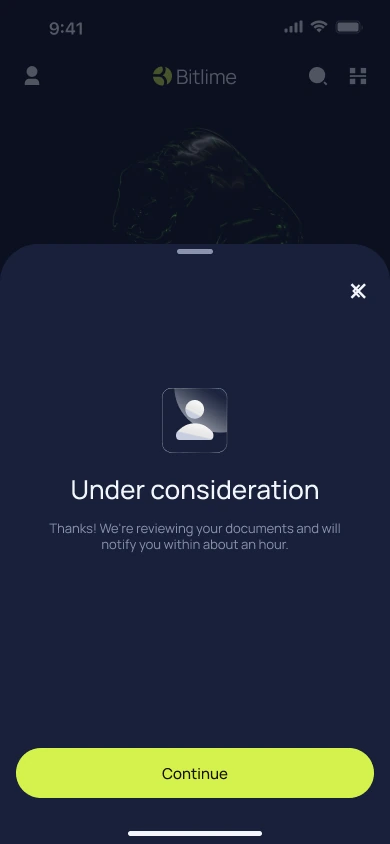 9:41
Bitlime
Under consideration
Thanks! We're reviewing your documents and will
notify you within about an hour.
Continue